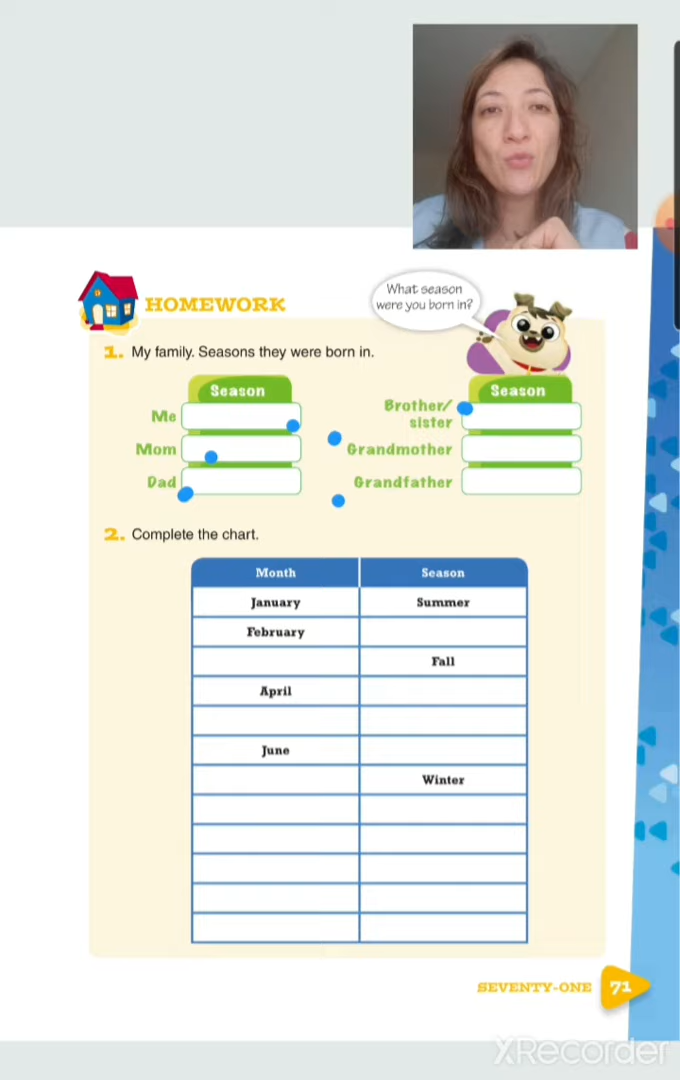 What season
were you born in?
HOMEWORK
1. My family. Seasons they were born in.
Season
Me
Mom
Dad
Season
Brother/
sister
Grandmother
Grandfather
2. Complete the chart.
Month Season
January Summer
February
Fall
April
June
Winter
SEVENTY-ONE 71
XRecorder